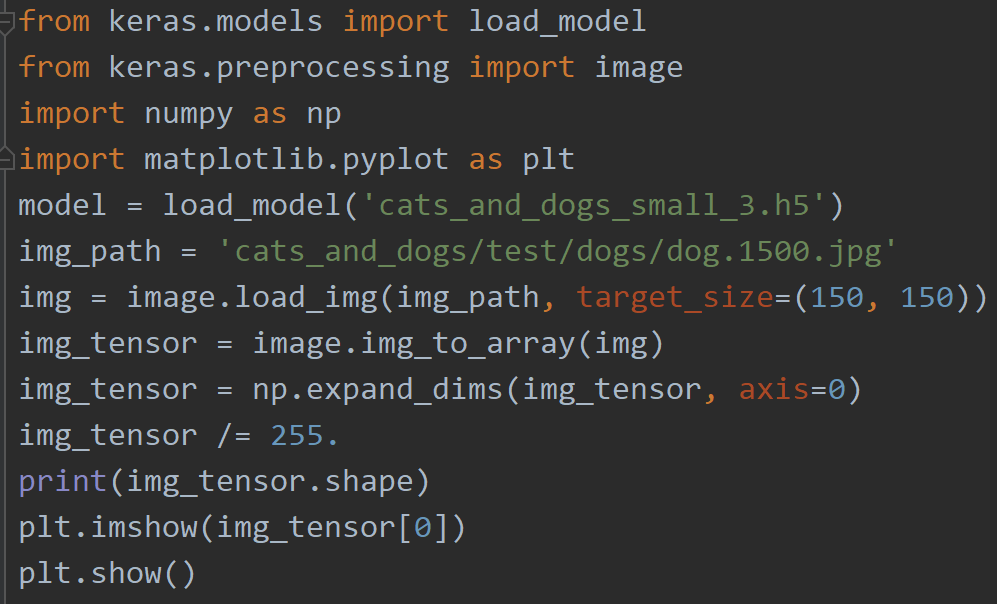 from keras.models import load_model
from keras.preprocessing import image
import numpy as np
import matplotlib.pyplot as plt
model = load_model('cats_and_dogs_small_3.h5')
img_path = 'cats_and_dogs/test/dogs/dog.1500.jpg'
img = image.load_img(img_path, target_size=(150, 150))
img_tensor = image.img_to_array(img)
img_tensor = np.expand_dims(img_tensor, axis=0)
img_tensor /= 255.
print(img_tensor.shape)
plt.imshow(img_tensor[0])
plt.show()